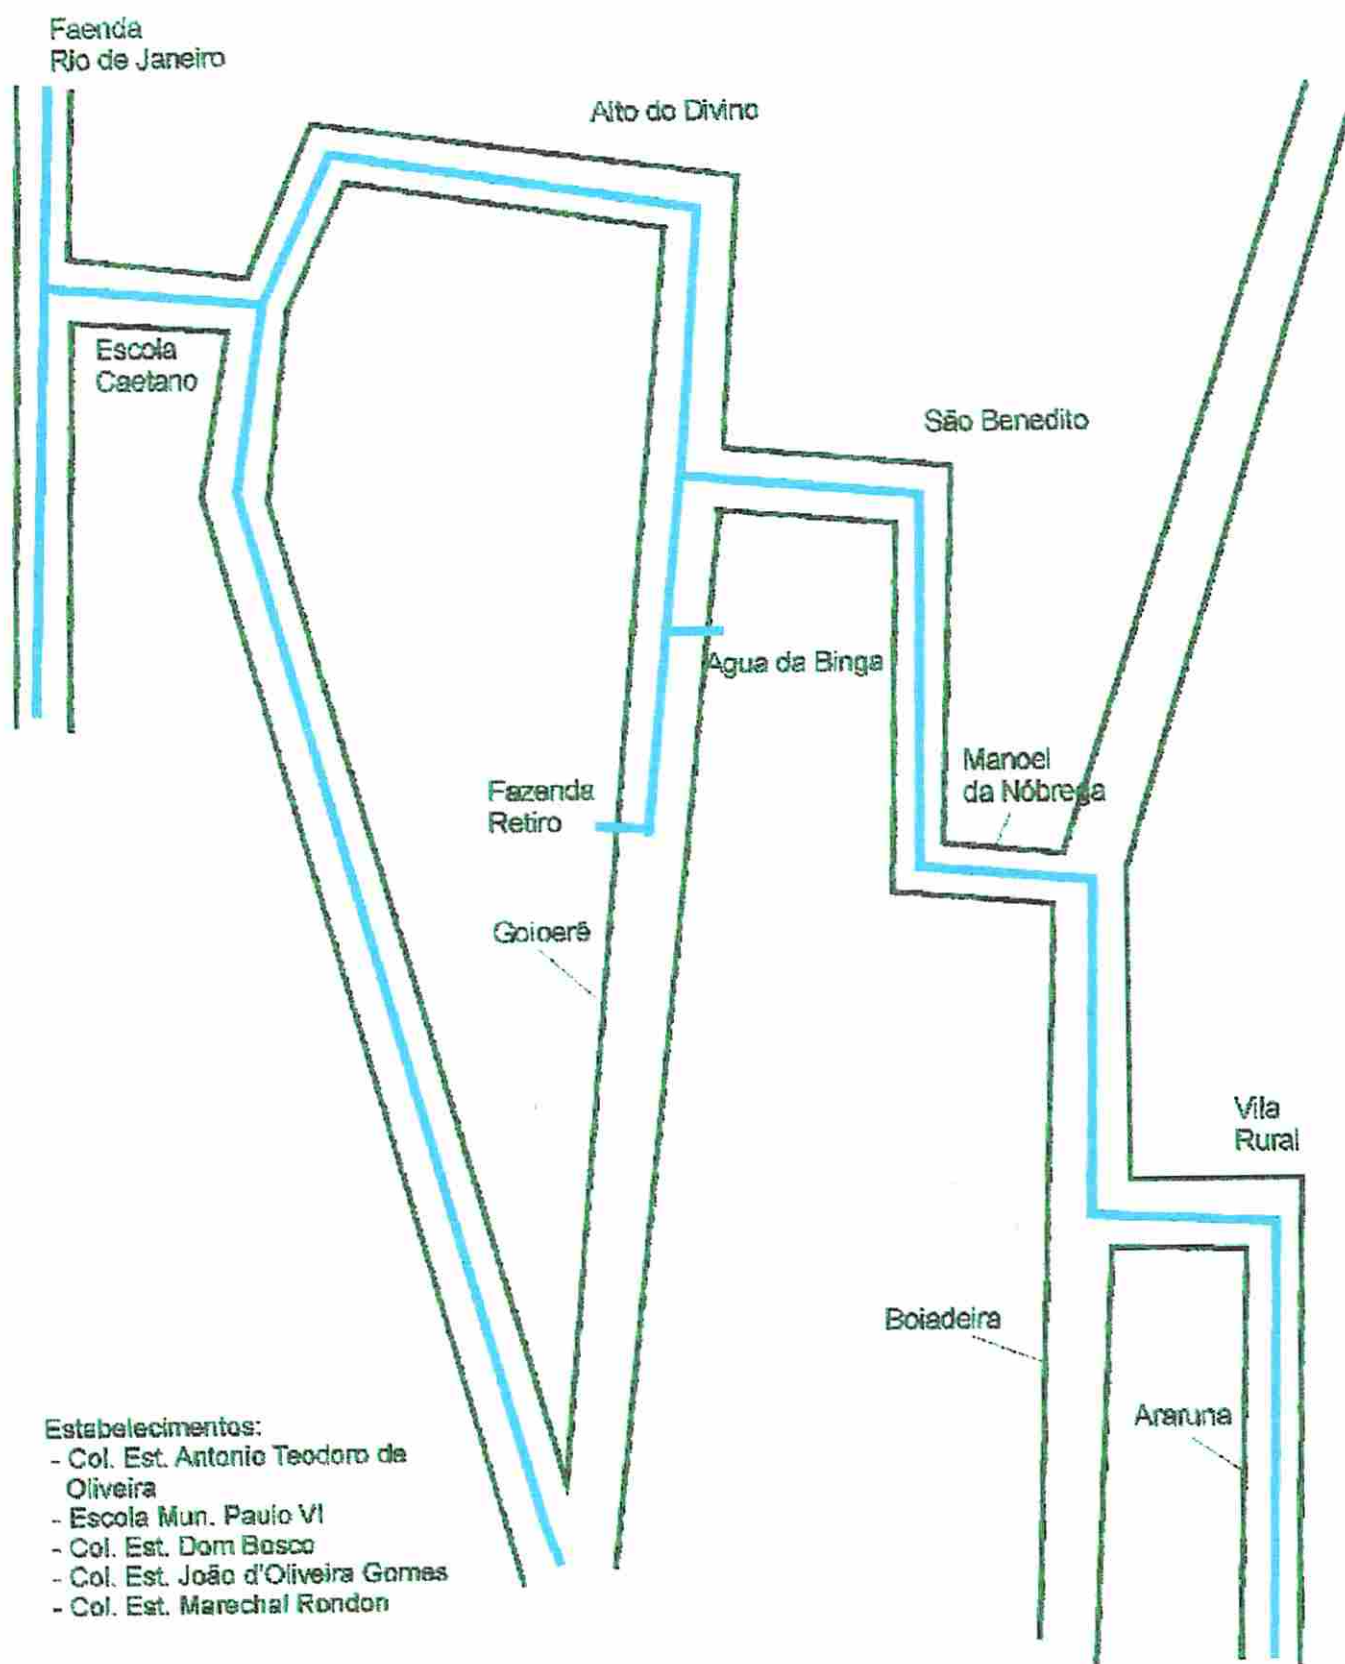 Faenda
Rio de Janeiro
Alto do Divino
Escola
Caetano
São Benedito
Agua da Binga
Manoel
da Nóbrega
Fazenda
Retiro
Goioerê
Vila
Rural
Boiadeira
Araruna
Estabelecimentos:
- Col. Est. Antonio Teodoro de
Oliveira
- Escola Mun. Paulo VI
- Col. Est. Dom Bosco
- Col. Est. João d'Oliveira Gomes
- Col. Est. Marechal Rondon